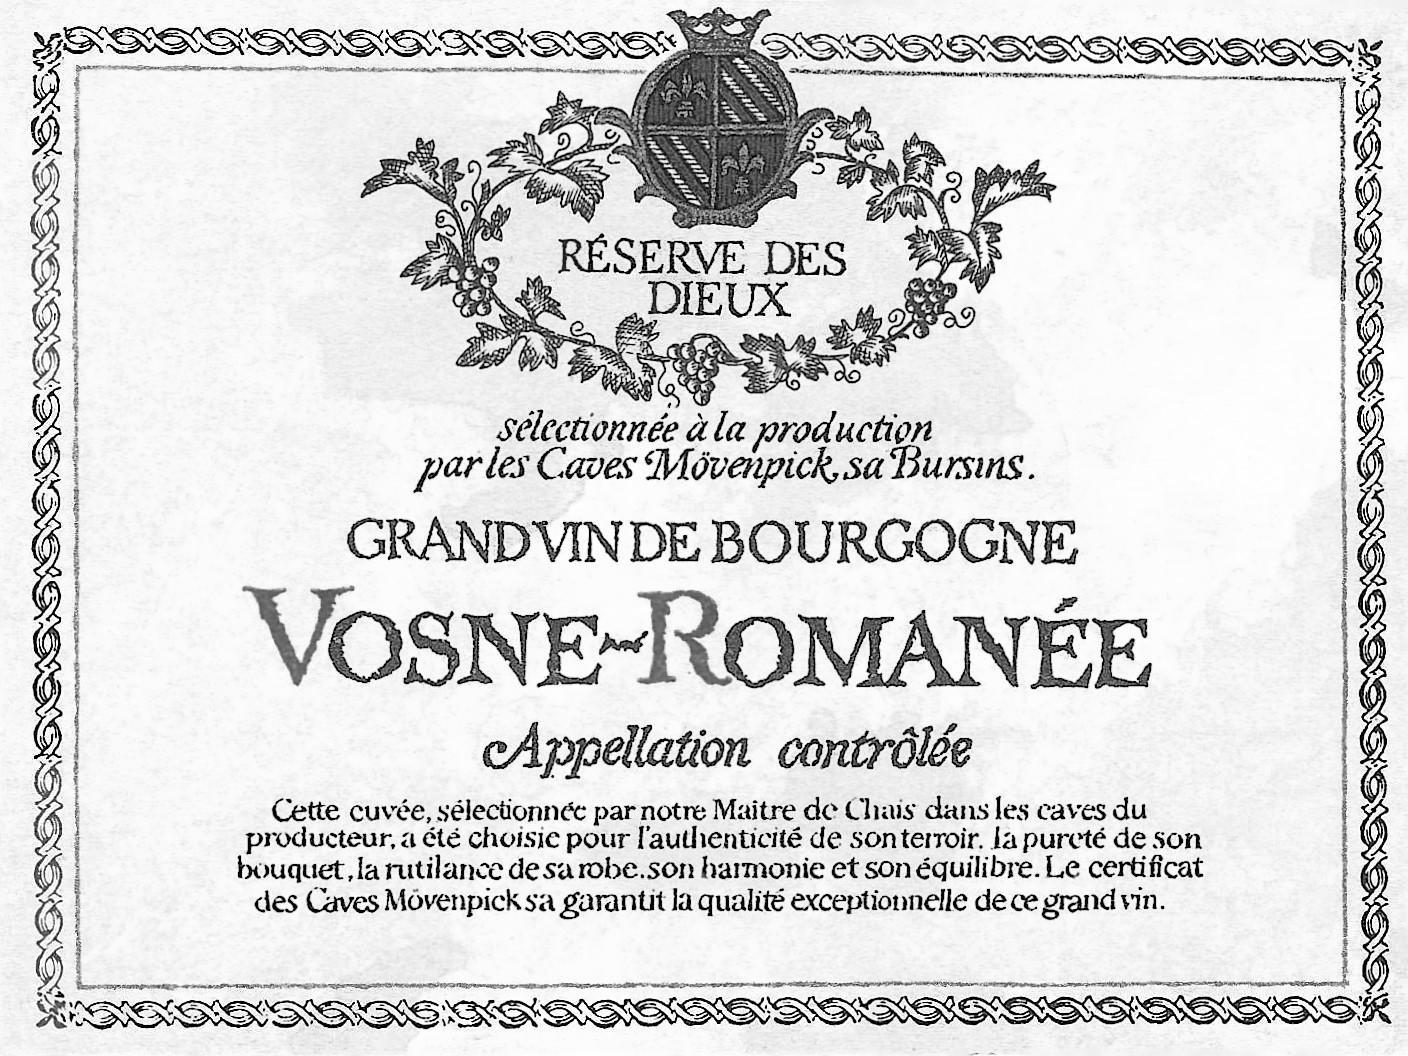 RÉSERVE DES
DIEUX
sélectionnée à la production
par les Caves Mövenpick, sa Bursins.
GRAND VIN DE BOURGOGNE
VOSNE-ROMANÉE
Appellation contrôlée
Cette cuvée, sélectionnée par notre Maître de Chais dans les caves du
producteur, a été choisie pour l'authenticité de son terroir. la pureté de son
bouquet, la rutilance de sa robe. son harmonie et son équilibre. Le certificat
des Caves Mövenpick sa garantit la qualité exceptionnelle de ce grand vin.